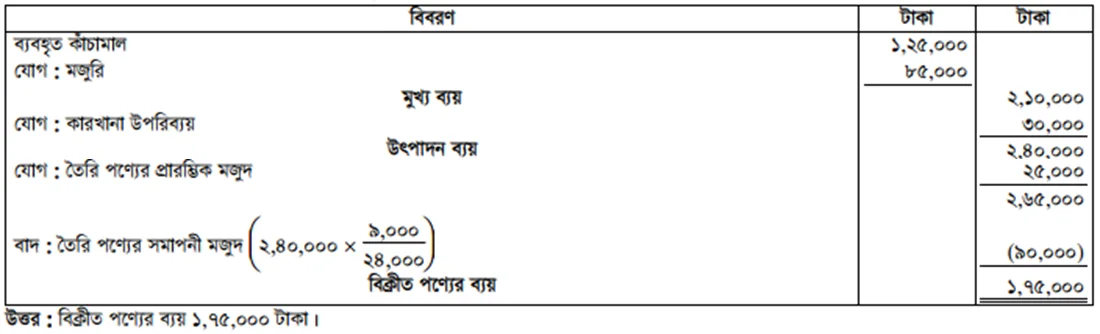 বিবরণ টাকা টাকা
ব্যবহৃত কাঁচামাল ১,২৫,০০০
যোগ : মজুরি ৮৫,০০০
মুখ্য ব্যয় ২,১০,০০০
যোগ : কারখানা উপরিব্যয় ৩০,০০০
উৎপাদন ব্যয় ২,৪০,০০০
যোগ : তৈরি পণ্যের প্রারম্ভিক মজুদ ২৫,০০০
২,৬৫,০০০
বাদ : তৈরি পণ্যের সমাপনী মজুদ (২,৪০,০০০ × ৯,০০০/২৪,০০০) (৯০,০০০)
বিক্রীত পণ্যের ব্যয় ১,৭৫,০০০
উত্তর : বিক্রীত পণ্যের ব্যয় ১,৭৫,০০০ টাকা।